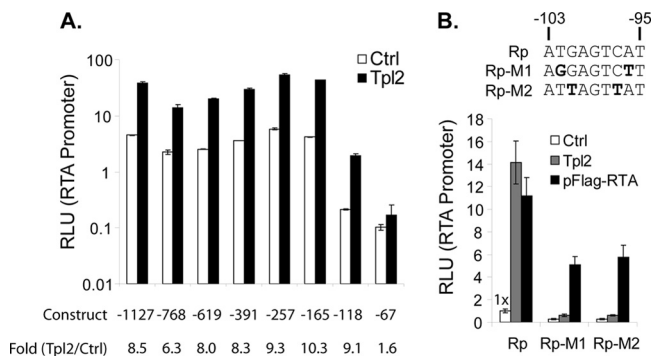 A.
RLU (RTA Promoter)
100
10
1
0.1
0.01
Ctrl
Tpl2
Construct -1127 -768 -619 -391 -257 -165 -118 -67
Fold (Tpl2/Ctrl) 8.5 6.3 8.0 8.3 9.3 10.3 9.1 1.6
B.
-103 -95
Rp ATGAGTCAT
Rp-M1 AGGAGTCTT
Rp-M2 ATTAGTTAT
RLU (RTA Promoter)
18
16
14
12
10
8
6
4
2
0
Ctrl
Tpl2
pFlag-RTA
1x
Rp Rp-M1 Rp-M2